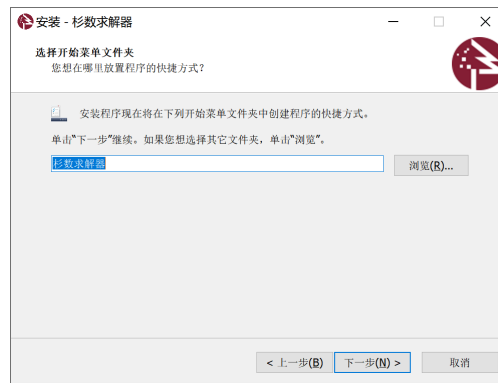 安装 - 杉数求解器
选择开始菜单文件夹
您想在哪里放置程序的快捷方式？
安装程序现在将在下列开始菜单文件夹中创建程序的快捷方式。
单击“下一步”继续。如果您想选择其它文件夹，单击“浏览”。
杉数求解器
浏览(R)...
< 上一步(B)
下一步(N) >
取消